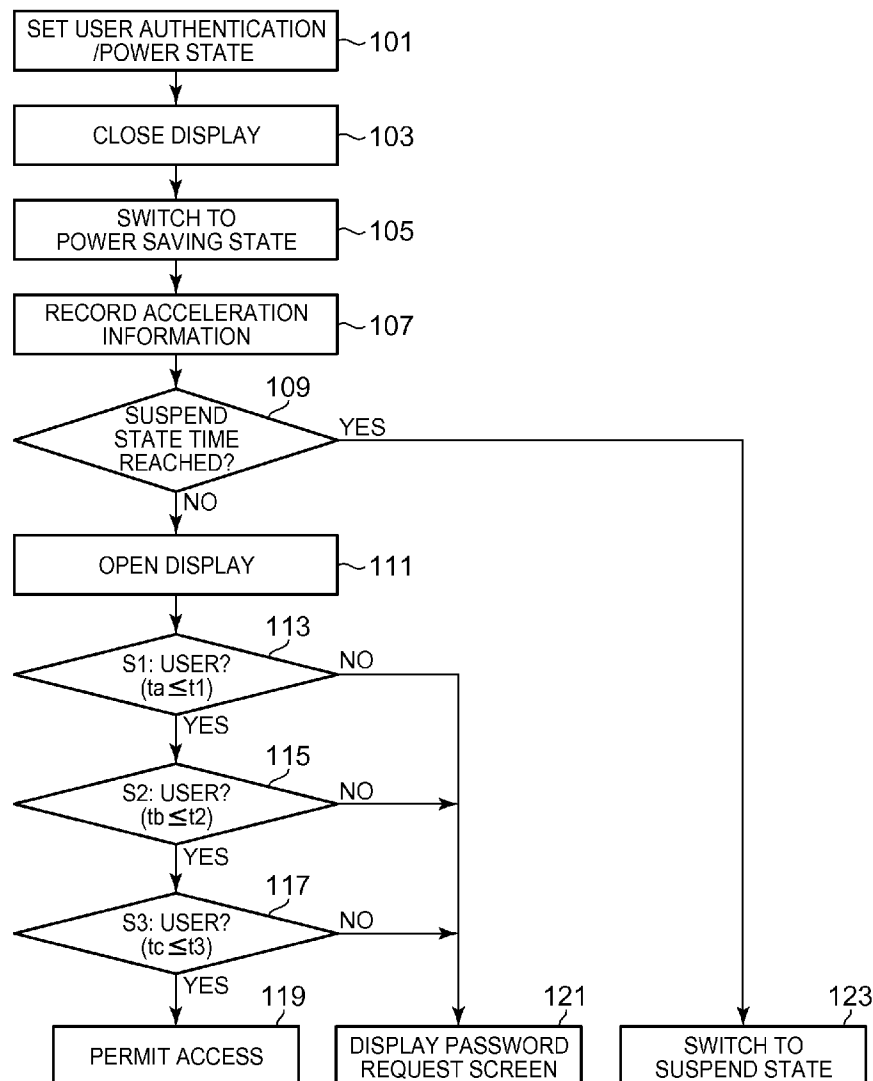 SET USER AUTHENTICATION
/POWER STATE
101
CLOSE DISPLAY
103
SWITCH TO
POWER SAVING STATE
105
RECORD ACCELERATION
INFORMATION
107
109
SUSPEND
STATE TIME
REACHED?
YES
NO
OPEN DISPLAY
111
113
S1: USER?
(ta≦t1)
NO
YES
115
S2: USER?
(tb≦t2)
NO
YES
117
S3: USER?
(tc≦t3)
NO
YES
119
PERMIT ACCESS
121
DISPLAY PASSWORD
REQUEST SCREEN
123
SWITCH TO
SUSPEND STATE